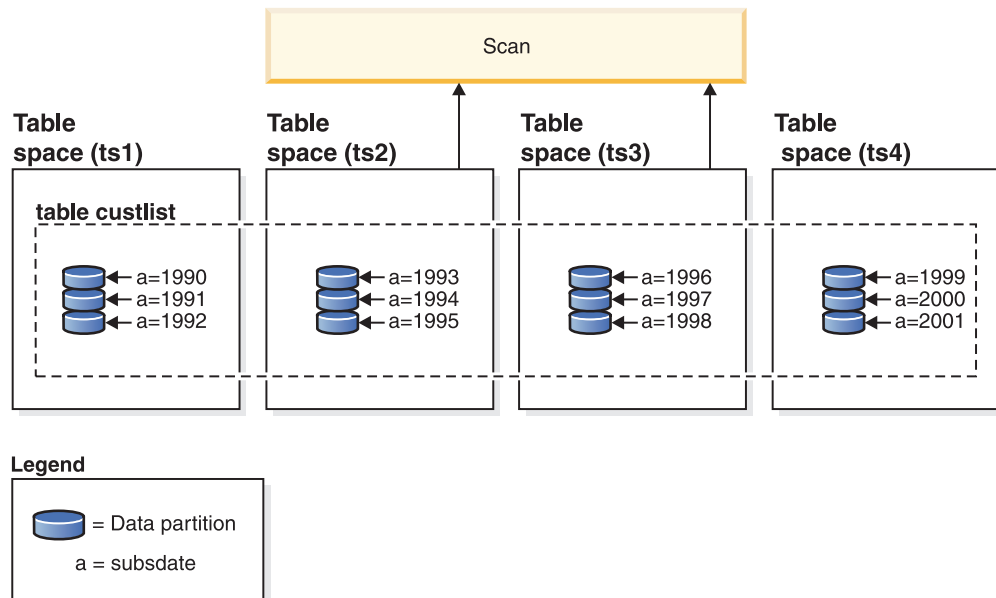 Scan
Table
space (ts1)
Table
space (ts2)
Table
space (ts3)
Table
space (ts4)
table custlist
a=1990
a=1991
a=1992
a=1993
a=1994
a=1995
a=1996
a=1997
a=1998
a=1999
a=2000
a=2001
Legend
= Data partition
a = subsdate